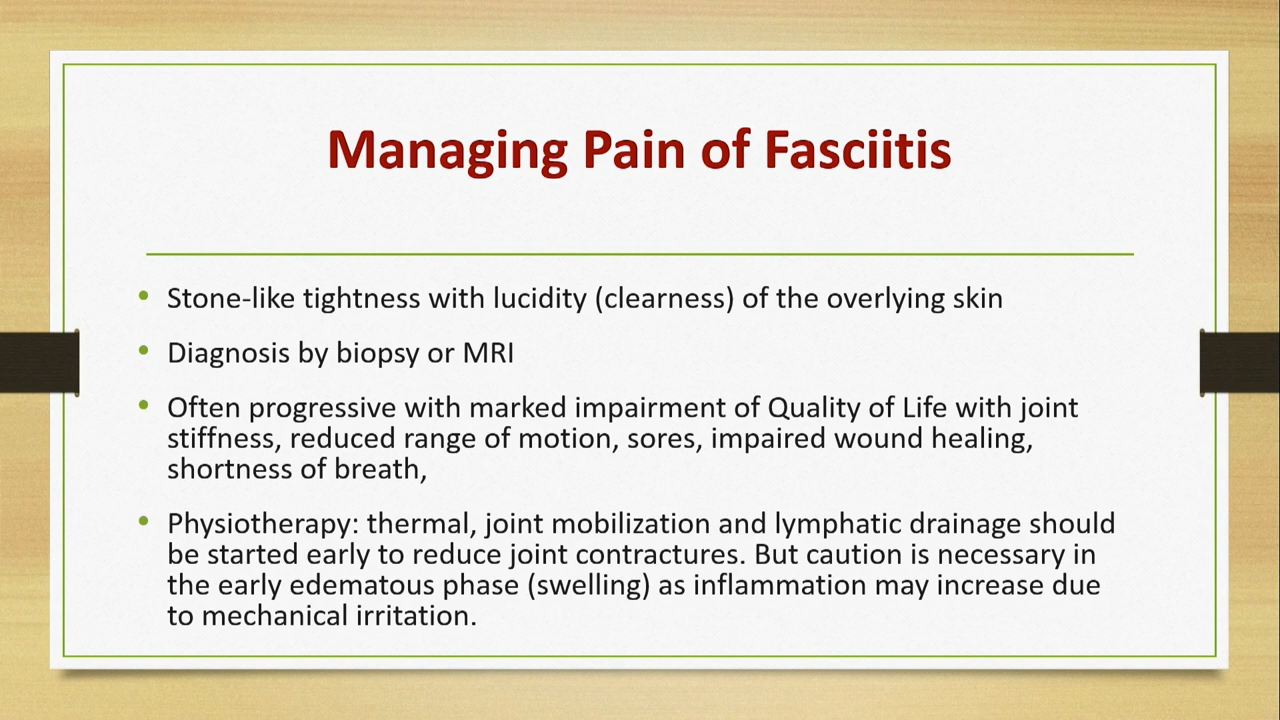 Managing Pain of Fasciitis
• Stone-like tightness with lucidity (clearness) of the overlying skin
• Diagnosis by biopsy or MRI
• Often progressive with marked impairment of Quality of Life with joint
stiffness, reduced range of motion, sores, impaired wound healing,
shortness of breath,
• Physiotherapy: thermal, joint mobilization and lymphatic drainage should
be started early to reduce joint contractures. But caution is necessary in
the early edematous phase (swelling) as inflammation may increase due
to mechanical irritation.